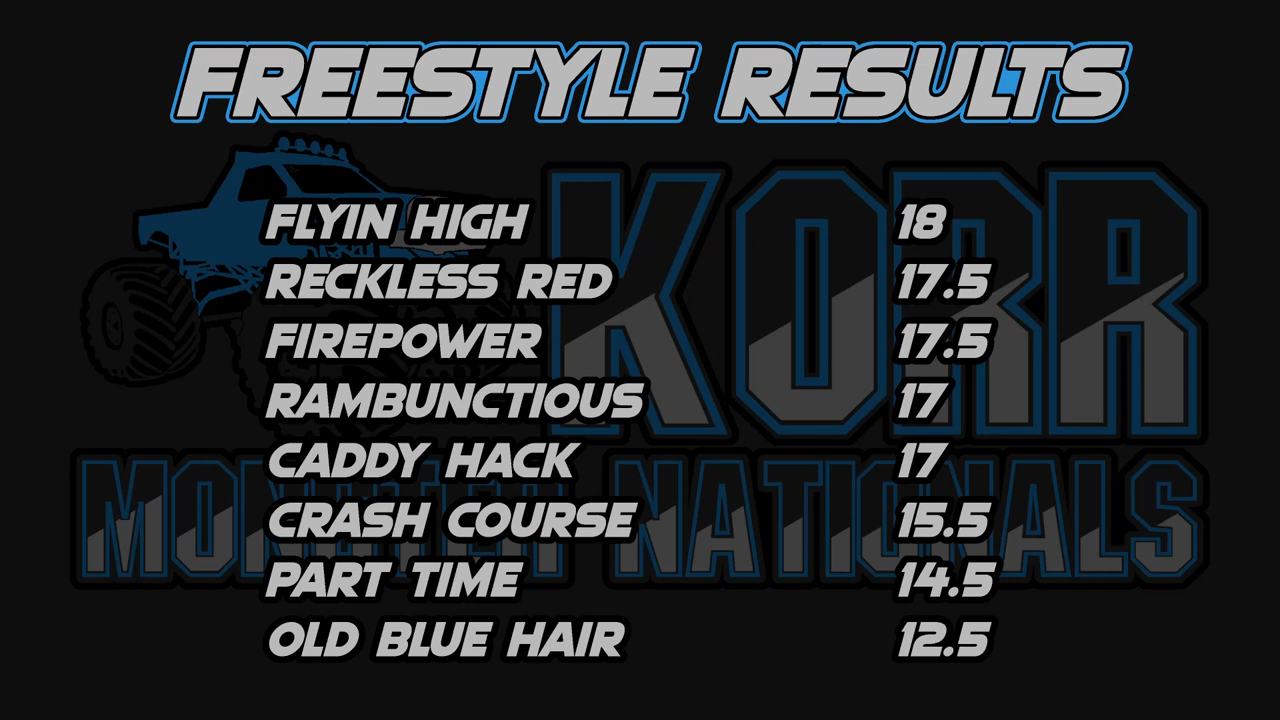 FREESTYLE RESULTS
KORR
MONSTER NATIONALS
FLYIN HIGH 18
RECKLESS RED 17.5
FIREPOWER 17.5
RAMBUNCTIOUS 17
CADDY HACK 17
CRASH COURSE 15.5
PART TIME 14.5
OLD BLUE HAIR 12.5